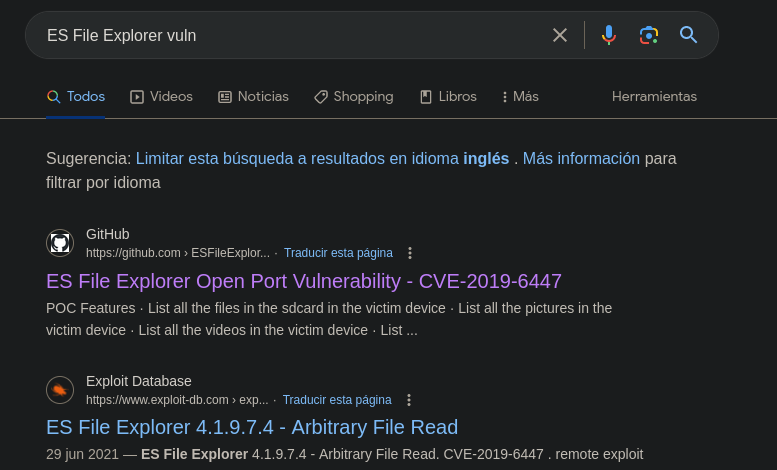 ES File Explorer vuln
Todos Videos Noticias Shopping Libros Más Herramientas
Sugerencia: Limitar esta búsqueda a resultados en idioma inglés . Más información para
filtrar por idioma
GitHub
https://github.com › ESFileExplor... · Traducir esta página
ES File Explorer Open Port Vulnerability - CVE-2019-6447
POC Features · List all the files in the sdcard in the victim device · List all the pictures in the
victim device · List all the videos in the victim device · List ...
Exploit Database
https://www.exploit-db.com › exp... · Traducir esta página
ES File Explorer 4.1.9.7.4 - Arbitrary File Read
29 jun 2021 — ES File Explorer 4.1.9.7.4 - Arbitrary File Read. CVE-2019-6447 . remote exploit